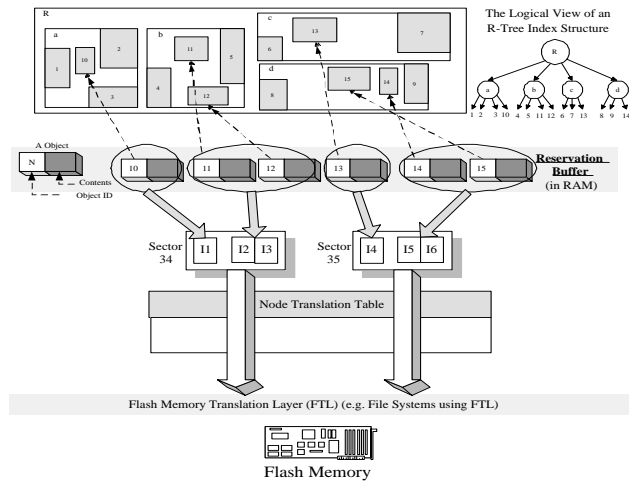 R
a
b
c
d
1
10
2
3
4
11
5
12
6
13
7
8
15
14
9
The Logical View of an
R-Tree Index Structure
R
a b c d
1 2 3 10 4 5 11 12 6 7 13 8 9 14
A Object
N
Contents
Object ID
10 11 12 13 14 15
Reservation
Buffer
(in RAM)
Sector
34
I1 I2 I3
Sector
35
I4 I5 I6
Node Translation Table
Flash Memory Translation Layer (FTL) (e.g. File Systems using FTL)
Flash Memory